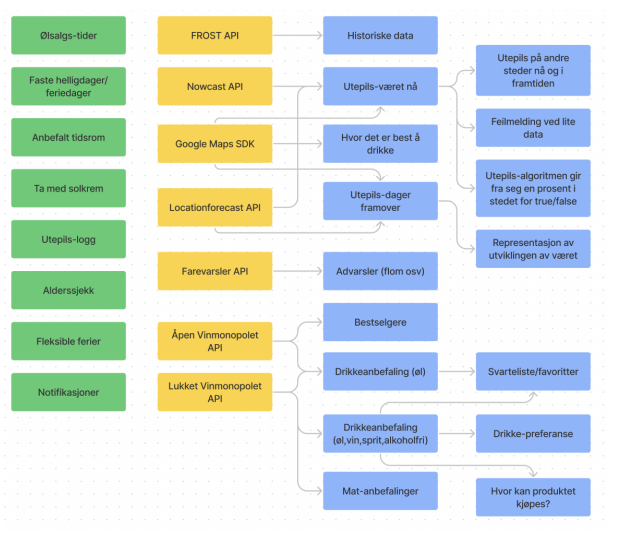 Ølsalgs-tider
FROST API
Historiske data
Faste helligdager/
feriedager
Nowcast API
Utepils-været nå
Utepils på andre
steder nå og i
framtiden
Anbefalt tidsrom
Google Maps SDK
Hvor det er best å
drikke
Feilmelding ved lite
data
Ta med solkrem
Locationforecast API
Utepils-dager
framover
Utepils-algoritmen gir
fra seg en prosent i
stedet for true/false
Utepils-logg
Representasjon av
utviklingen av været
Alderssjekk
Farevarsler API
Advarsler (flom osv)
Fleksible ferier
Åpen Vinmonopolet
API
Bestselgere
Notifikasjoner
Lukket Vinmonopolet
API
Drikkeanbefaling (øl)
Svarteliste/favoritter
Drikkeanbefaling
(øl,vin,sprit,alkoholfri)
Drikke-preferanse
Mat-anbefalinger
Hvor kan produktet
kjøpes?